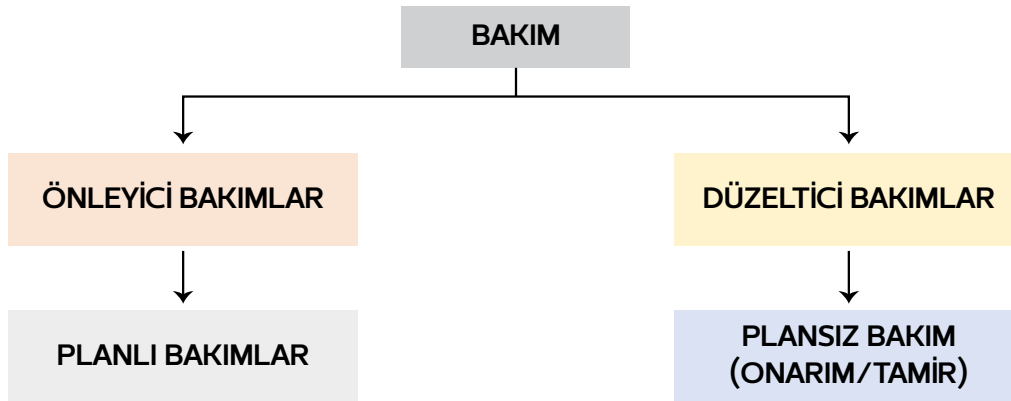 BAKIM
ÖNLEYİCİ BAKIMLAR
DÜZELTİCİ BAKIMLAR
PLANLI BAKIMLAR
PLANSIZ BAKIM
(ONARIM/TAMİR)